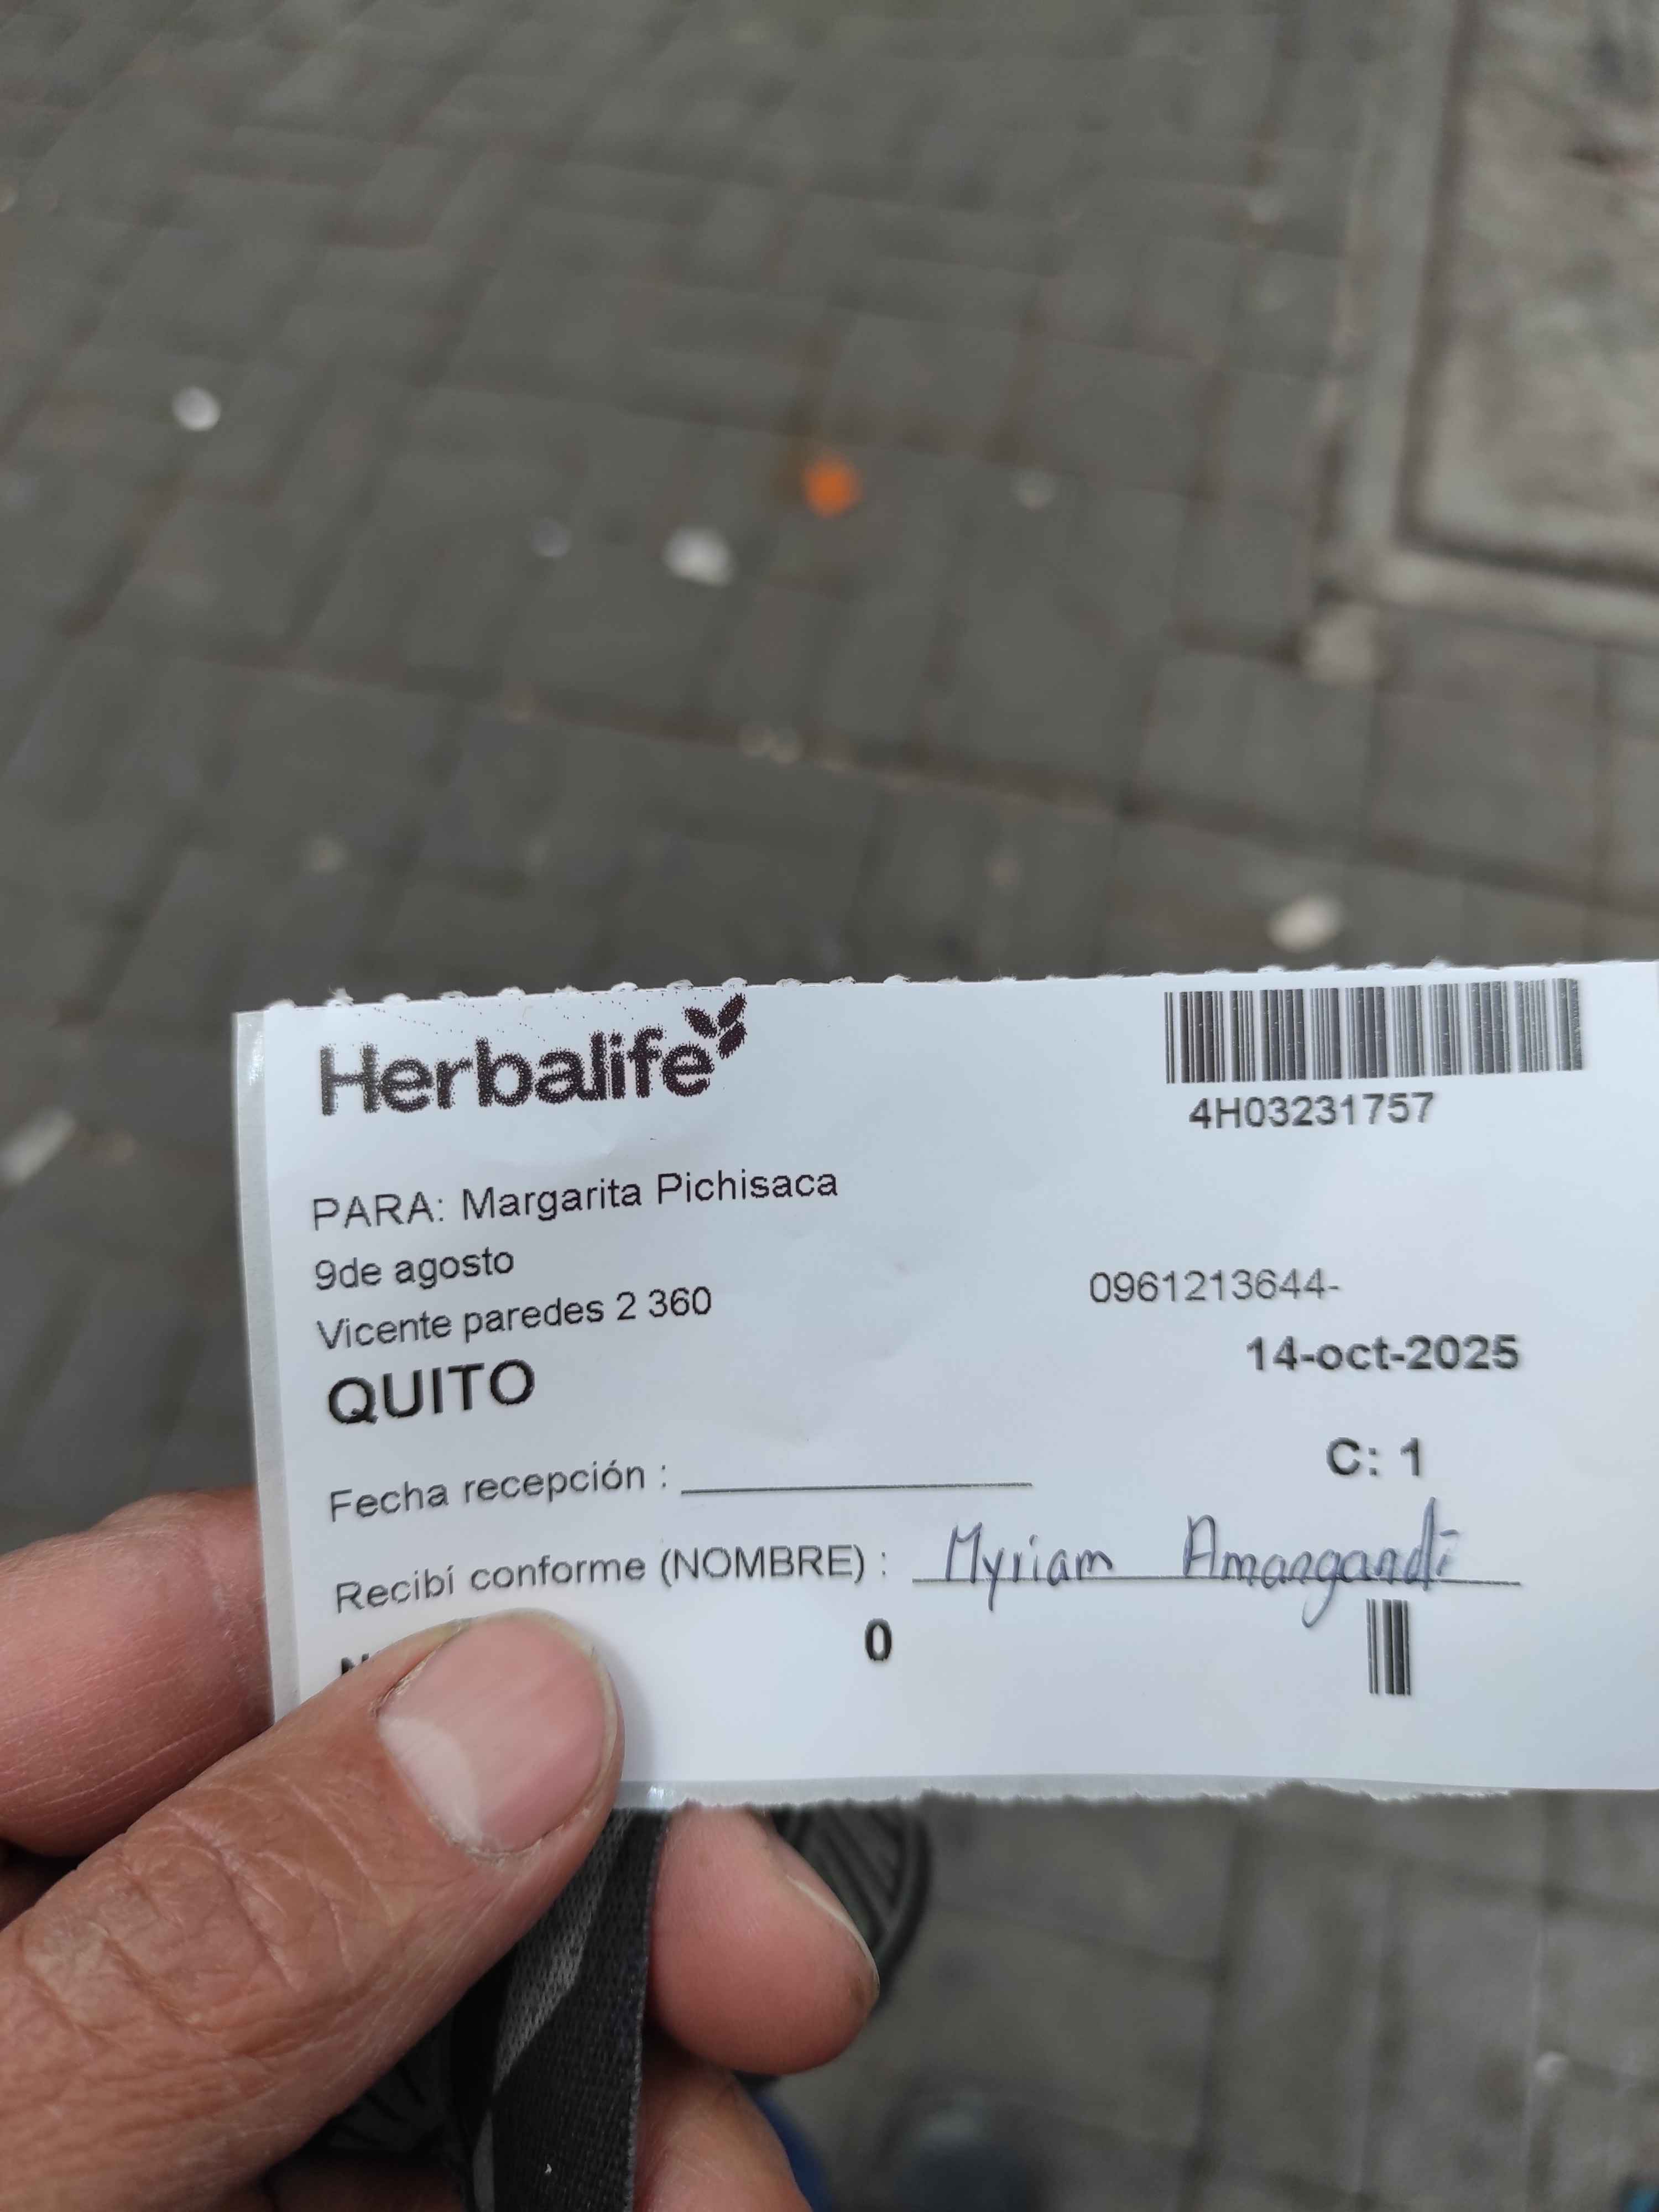 Herbalife
4H03231757
PARA: Margarita Pichisaca
9de agosto
0961213644-
Vicente paredes 2 360
14-oct-2025
QUITO
C: 1
Fecha recepción :
Recibí conforme (NOMBRE) : Myriam Amangandi
0